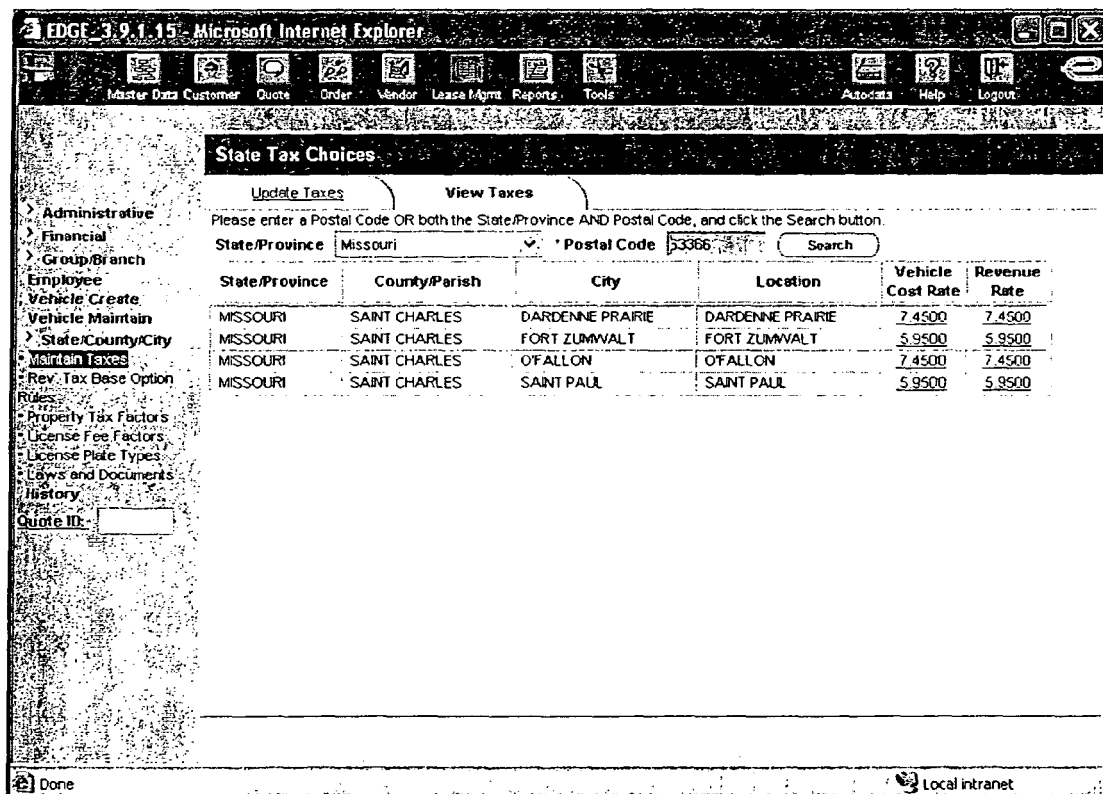 EDGE_3.9.1.15 - Microsoft Internet Explorer
Master Data Customer Quote Order Vendor Lease Mgmt Reports Tools Autodata Help Logout
State Tax Choices
Update Taxes View Taxes
Please enter a Postal Code OR both the State/Province AND Postal Code, and click the Search button.
State/Province Missouri * Postal Code 63366 Search
State/Province County/Parish City Location Vehicle Cost Rate Revenue Rate
MISSOURI SAINT CHARLES DARDENNE PRAIRIE DARDENNE PRAIRIE 7.4500 7.4500
MISSOURI SAINT CHARLES FORT ZUMWALT FORT ZUMWALT 5.9500 5.9500
MISSOURI SAINT CHARLES O'FALLON O'FALLON 7.4500 7.4500
MISSOURI SAINT CHARLES SAINT PAUL SAINT PAUL 5.9500 5.9500
> Administrative
> Financial
> Group/Branch
Employee
Vehicle Create
Vehicle Maintain
> State/County/City
• Maintain Taxes
• Rev. Tax Base Option
Rules
• Property Tax Factors
• License Fee Factors
• License Plate Types
• Laws and Documents
History
Quote ID:
Done
Local intranet